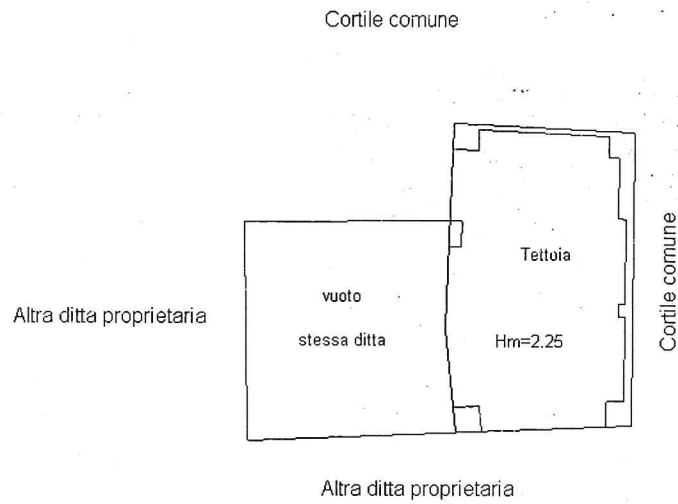 Cortile comune
Tettoia
Cortile comune
vuoto
Altra ditta proprietaria
stessa ditta
Hm=2.25
Altra ditta proprietaria